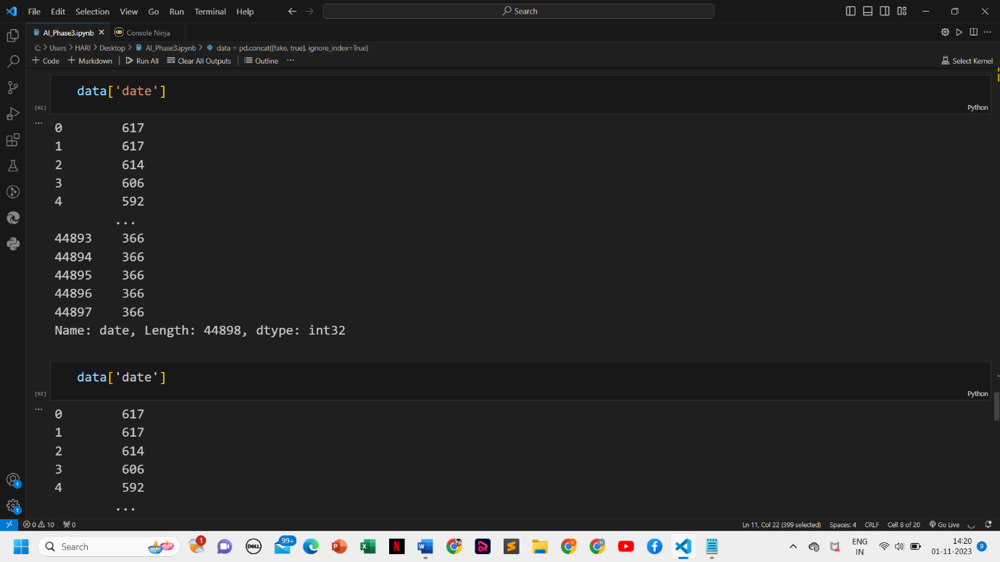 File Edit Selection View Go Run Terminal Help Search
AI_Phase3.ipynb Console Ninja
C: > Users > HARI > Desktop > AI_Phase3.ipynb > data = pd.concat([fake, true], ignore_index=True)
+ Code + Markdown Run All Clear All Outputs Outline ... Select Kernel
data['date']
[91] Python
...
0 617
1 617
2 614
3 606
4 592
...
44893 366
44894 366
44895 366
44896 366
44897 366
Name: date, Length: 44898, dtype: int32
data['date']
[92] Python
...
0 617
1 617
2 614
3 606
4 592
...
1
1
0 10 0 Ln 11, Col 22 (399 selected) Spaces: 4 CRLF Cell 8 of 20 Go Live
Search 1 DELL 99+ ENG 14:20
IN 01-11-2023 9